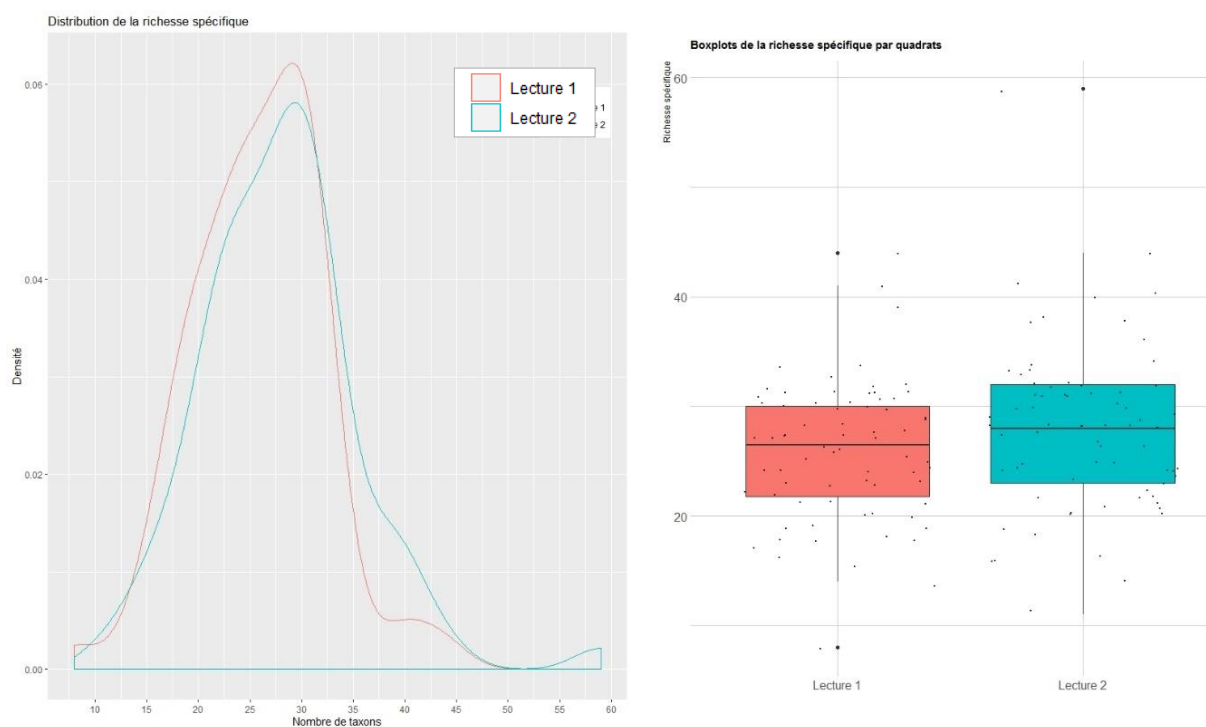 Distribution de la richesse spécifique
0.06
0.04
0.02
0.00
Densité
10 15 20 25 30 35 40 45 50 55 60
Nombre de taxons
Lecture 1
Lecture 2
e 1
e 2
Boxplots de la richesse spécifique par quadrats
Richesse spécifique
60
40
20
Lecture 1 Lecture 2